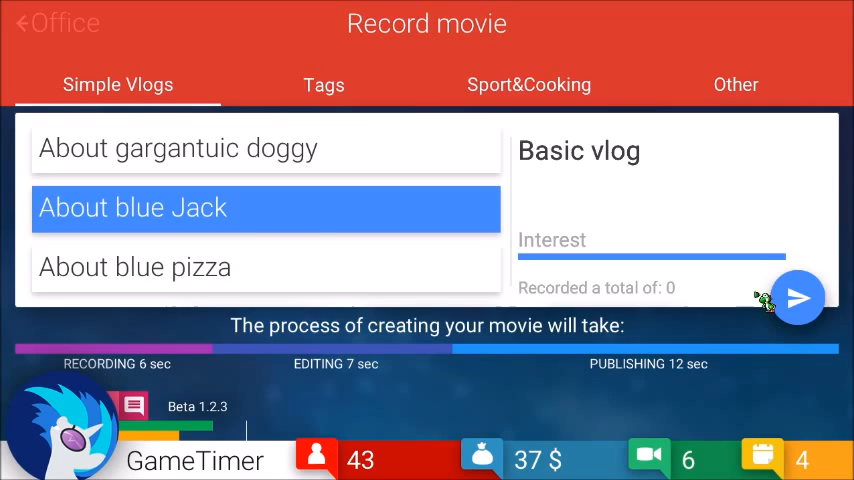 Office
Record movie
Simple Vlogs
Tags
Sport&Cooking
Other
About gargantuic doggy
About blue Jack
About blue pizza
Basic vlog
Interest
Recorded a total of: 0
The process of creating your movie will take:
RECORDING 6 sec
EDITING 7 sec
PUBLISHING 12 sec
Beta 1.2.3
GameTimer
43
37 $
6
4